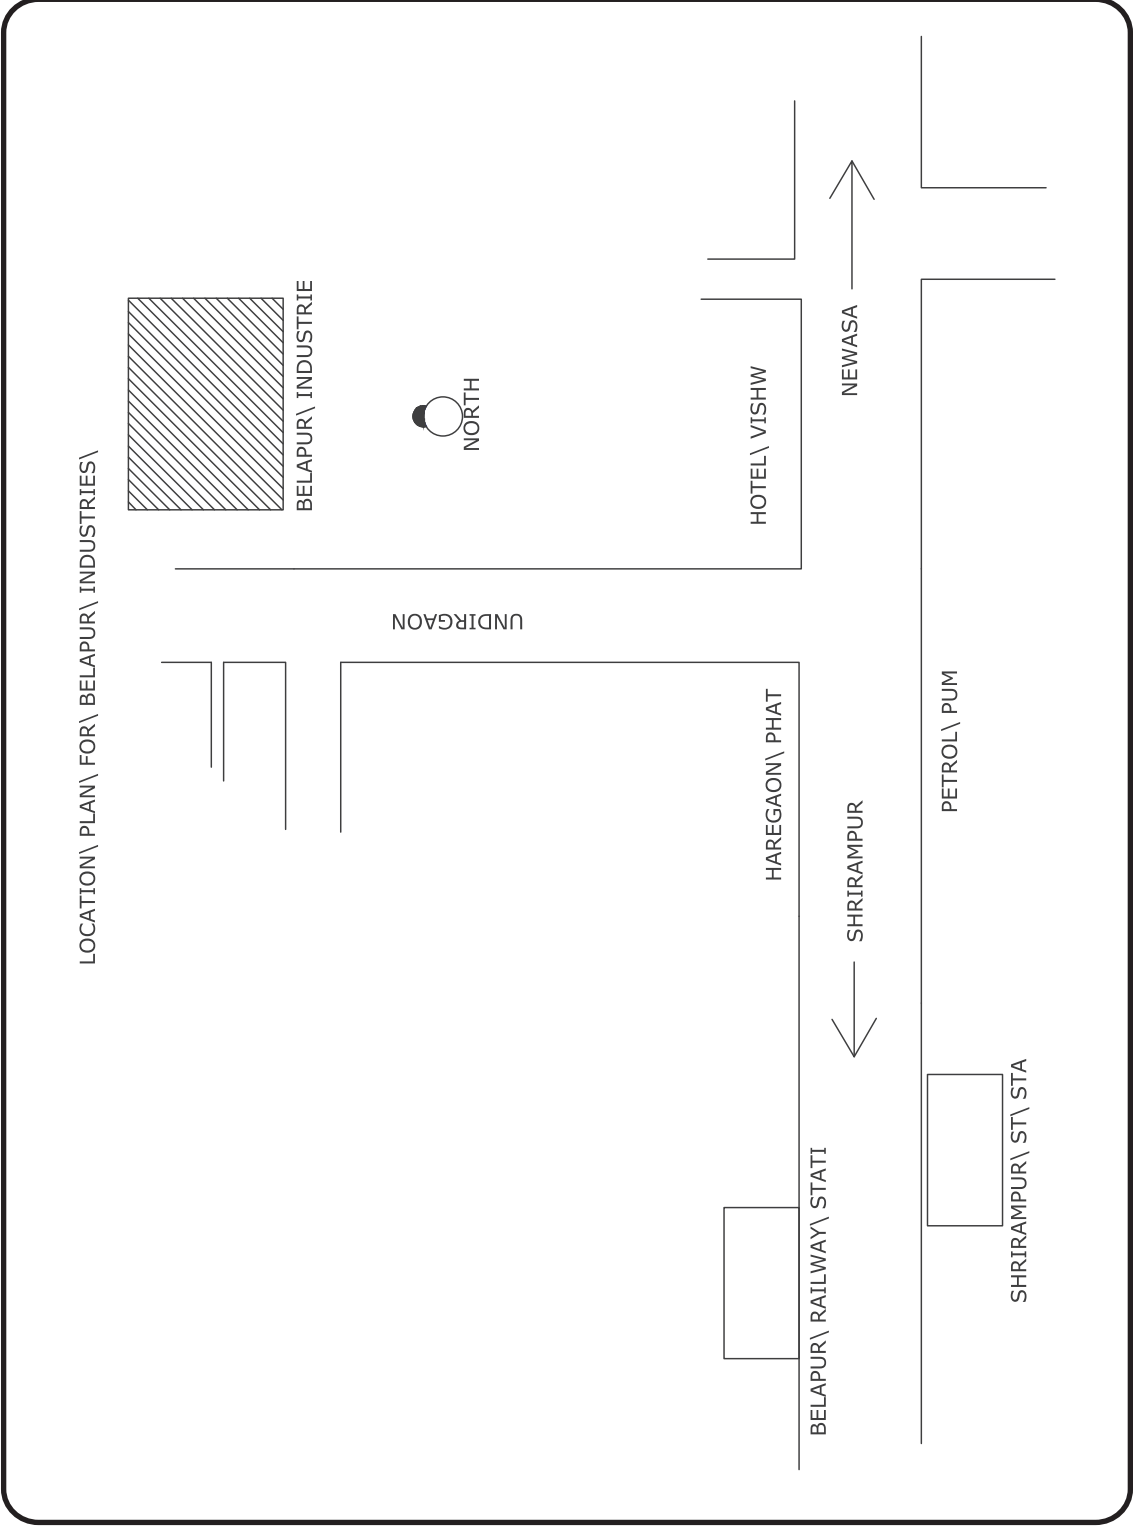 LOCATION\ PLAN\ FOR\ BELAPUR\ INDUSTRIES\
BELAPUR\ INDUSTRIE
NORTH
UNDIRGAON
HOTEL\ VISHW
HAREGAON\ PHAT
NEWASA
SHRIRAMPUR
BELAPUR\ RAILWAY\ STATI
PETROL\ PUM
SHRIRAMPUR\ ST\ STA